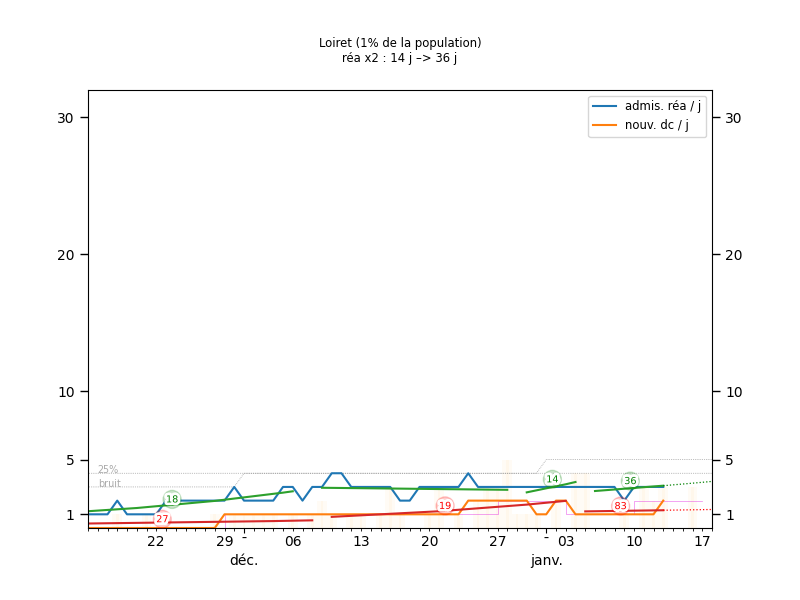 Loiret (1% de la population)
réa x2 : 14 j –> 36 j
admis. réa / j
nouv. dc / j
30 30
20 20
10 10
5 5
1 1
25%
bruit
18
27
19
14
36
83
22 29 - 06 13 20 27 - 03 10 17
déc. janv.